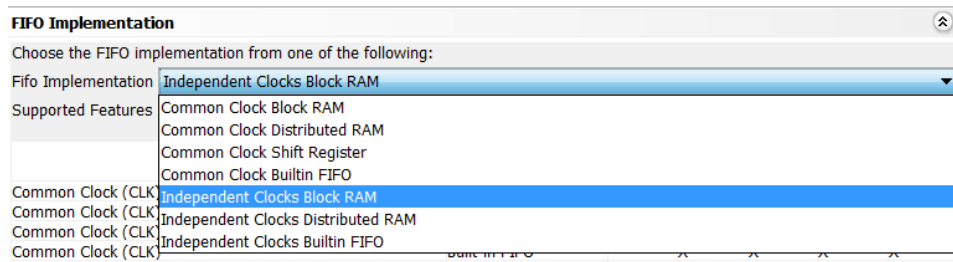 FIFO Implementation
Choose the FIFO implementation from one of the following:
Fifo Implementation Independent Clocks Block RAM
Supported Features Common Clock Block RAM
Common Clock Distributed RAM
Common Clock Shift Register
Common Clock Builtin FIFO
Common Clock (CLK) Independent Clocks Block RAM
Common Clock (CLK)
Common Clock (CLK) Independent Clocks Distributed RAM
Common Clock (CLK) Independent Clocks Builtin FIFO